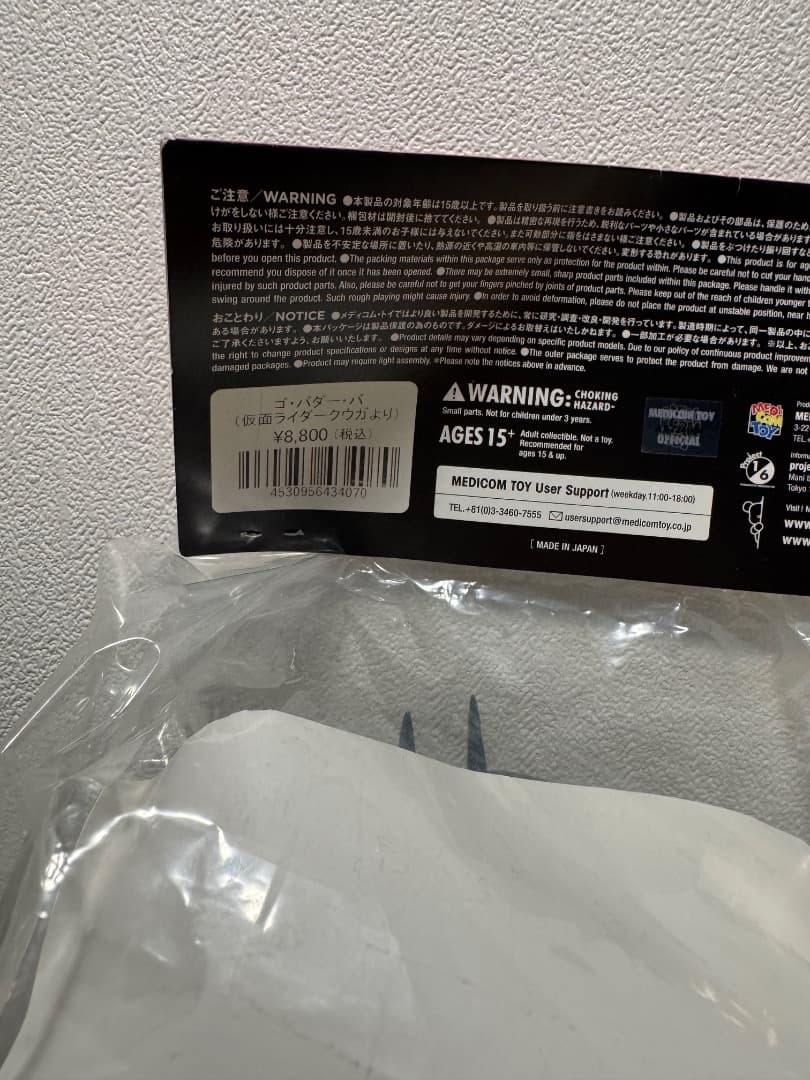 ご注意／WARNING ●本製品の対象年齢は15歳以上です。製品を取り扱う前に注意書きをお読みください。 ●製品およびその部品は、保護のため
けがをしない様ご注意ください。梱包材は開封後に捨ててください。 ●製品は精密な再現を行うため、鋭利なパーツや小さなパーツが含まれている場合があります
お取り扱いには十分注意し、15歳未満のお子様には与えないでください。また可動部分に指をはさまない様ご注意ください。 ●製品をぶつけたり振り回すなど
危険があります。 ●製品を不安定な場所に置いたり、熱源の近くや高温の車内等に保管しないでください。変形する恐れがあります。 ●This product is for ag
before you open this product. ●The packing materials within this package serve only as protection for the product within. Please be careful not to cut your hand
recommend you dispose of it once it has been opened. ●There may be extremely small, sharp product parts included within this package. Please handle it with
injured by such product parts. Also, please be careful not to get your fingers pinched by joints of product parts. Please keep out of the reach of children younger t
swing around the product. Such rough playing might cause injury. ●In order to avoid deformation, please do not place the product at unstable position, near h
おことわり／NOTICE ●メディコム・トイではより良い製品を開発するために、常に研究・調査・改良・開発を行っています。製造時期によって、同一製品の中に
ある場合があります。 ●本パッケージは製品保護の為のものです。ダメージによるお取替えはいたしかねます。 ●一部加工が必要な場合があります。 ※以上、お
ご了承くださいますよう、お願いいたします。 ●Product details may vary depending on specific product models. Due to our policy of continuous product improvem
the right to change product specifications or designs at any time without notice. ●The outer package serves to protect the product from damage. We are not
damaged packages. ●Product may require light assembly. ＊Please note the notices above in advance.
ゴ・バダー・バ
(仮面ライダークウガより)
¥8,800 (税込)
4530956434070
WARNING: CHOKING HAZARD-
Small parts. Not for children under 3 years.
AGES 15+ Adult collectible. Not a toy.
Recommended for
ages 15 & up.
MEDICOM TOY
OFFICIAL
MEDICOM TOY User Support (weekday.11:00-18:00)
TEL.+81(0)3-3460-7555 usersupport@medicomtoy.co.jp
[ MADE IN JAPAN ]
MEDI
COM
TOY
Project
1/6
Produ
ME
3-22
TEL.+
Informa
proje
Mani 6
Tokyo
Visit ! M
www
www